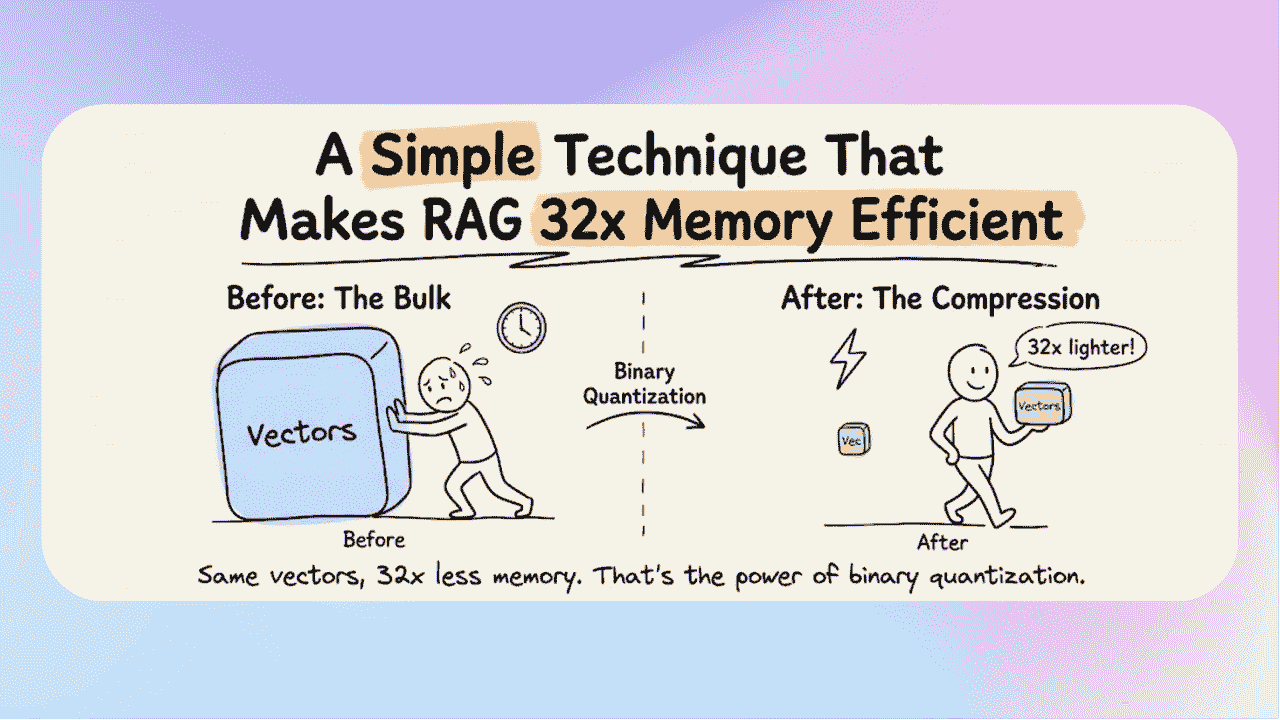 A Simple Technique That
Makes RAG 32x Memory Efficient
Before: The Bulk
After: The Compression
32x lighter!
Binary
Quantization
Vectors
Vectors
Vec
Before
After
Same vectors, 32x less memory. That's the power of binary quantization.